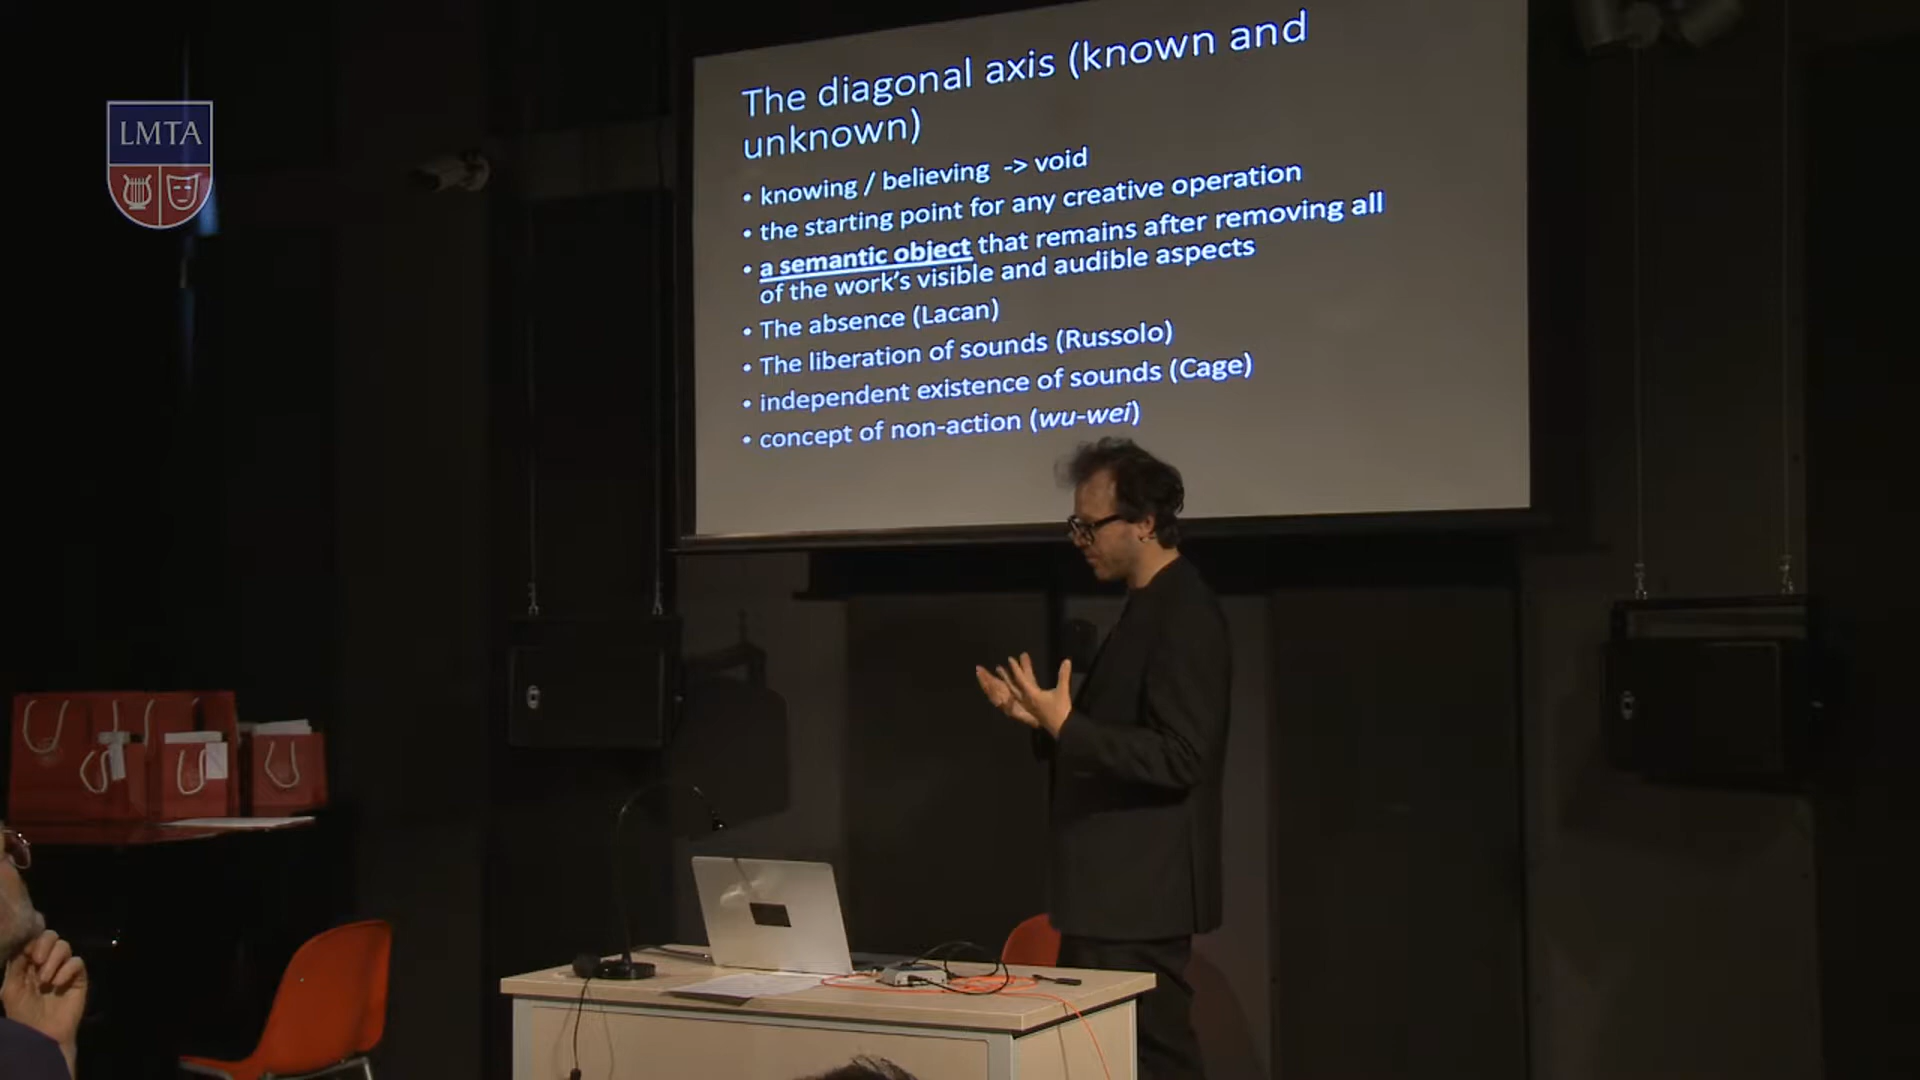 LMTA
The diagonal axis (known and
unknown)
• knowing / believing -> void
• the starting point for any creative operation
• a semantic object that remains after removing all
of the work's visible and audible aspects
• The absence (Lacan)
• The liberation of sounds (Russolo)
• independent existence of sounds (Cage)
• concept of non-action (wu-wei)